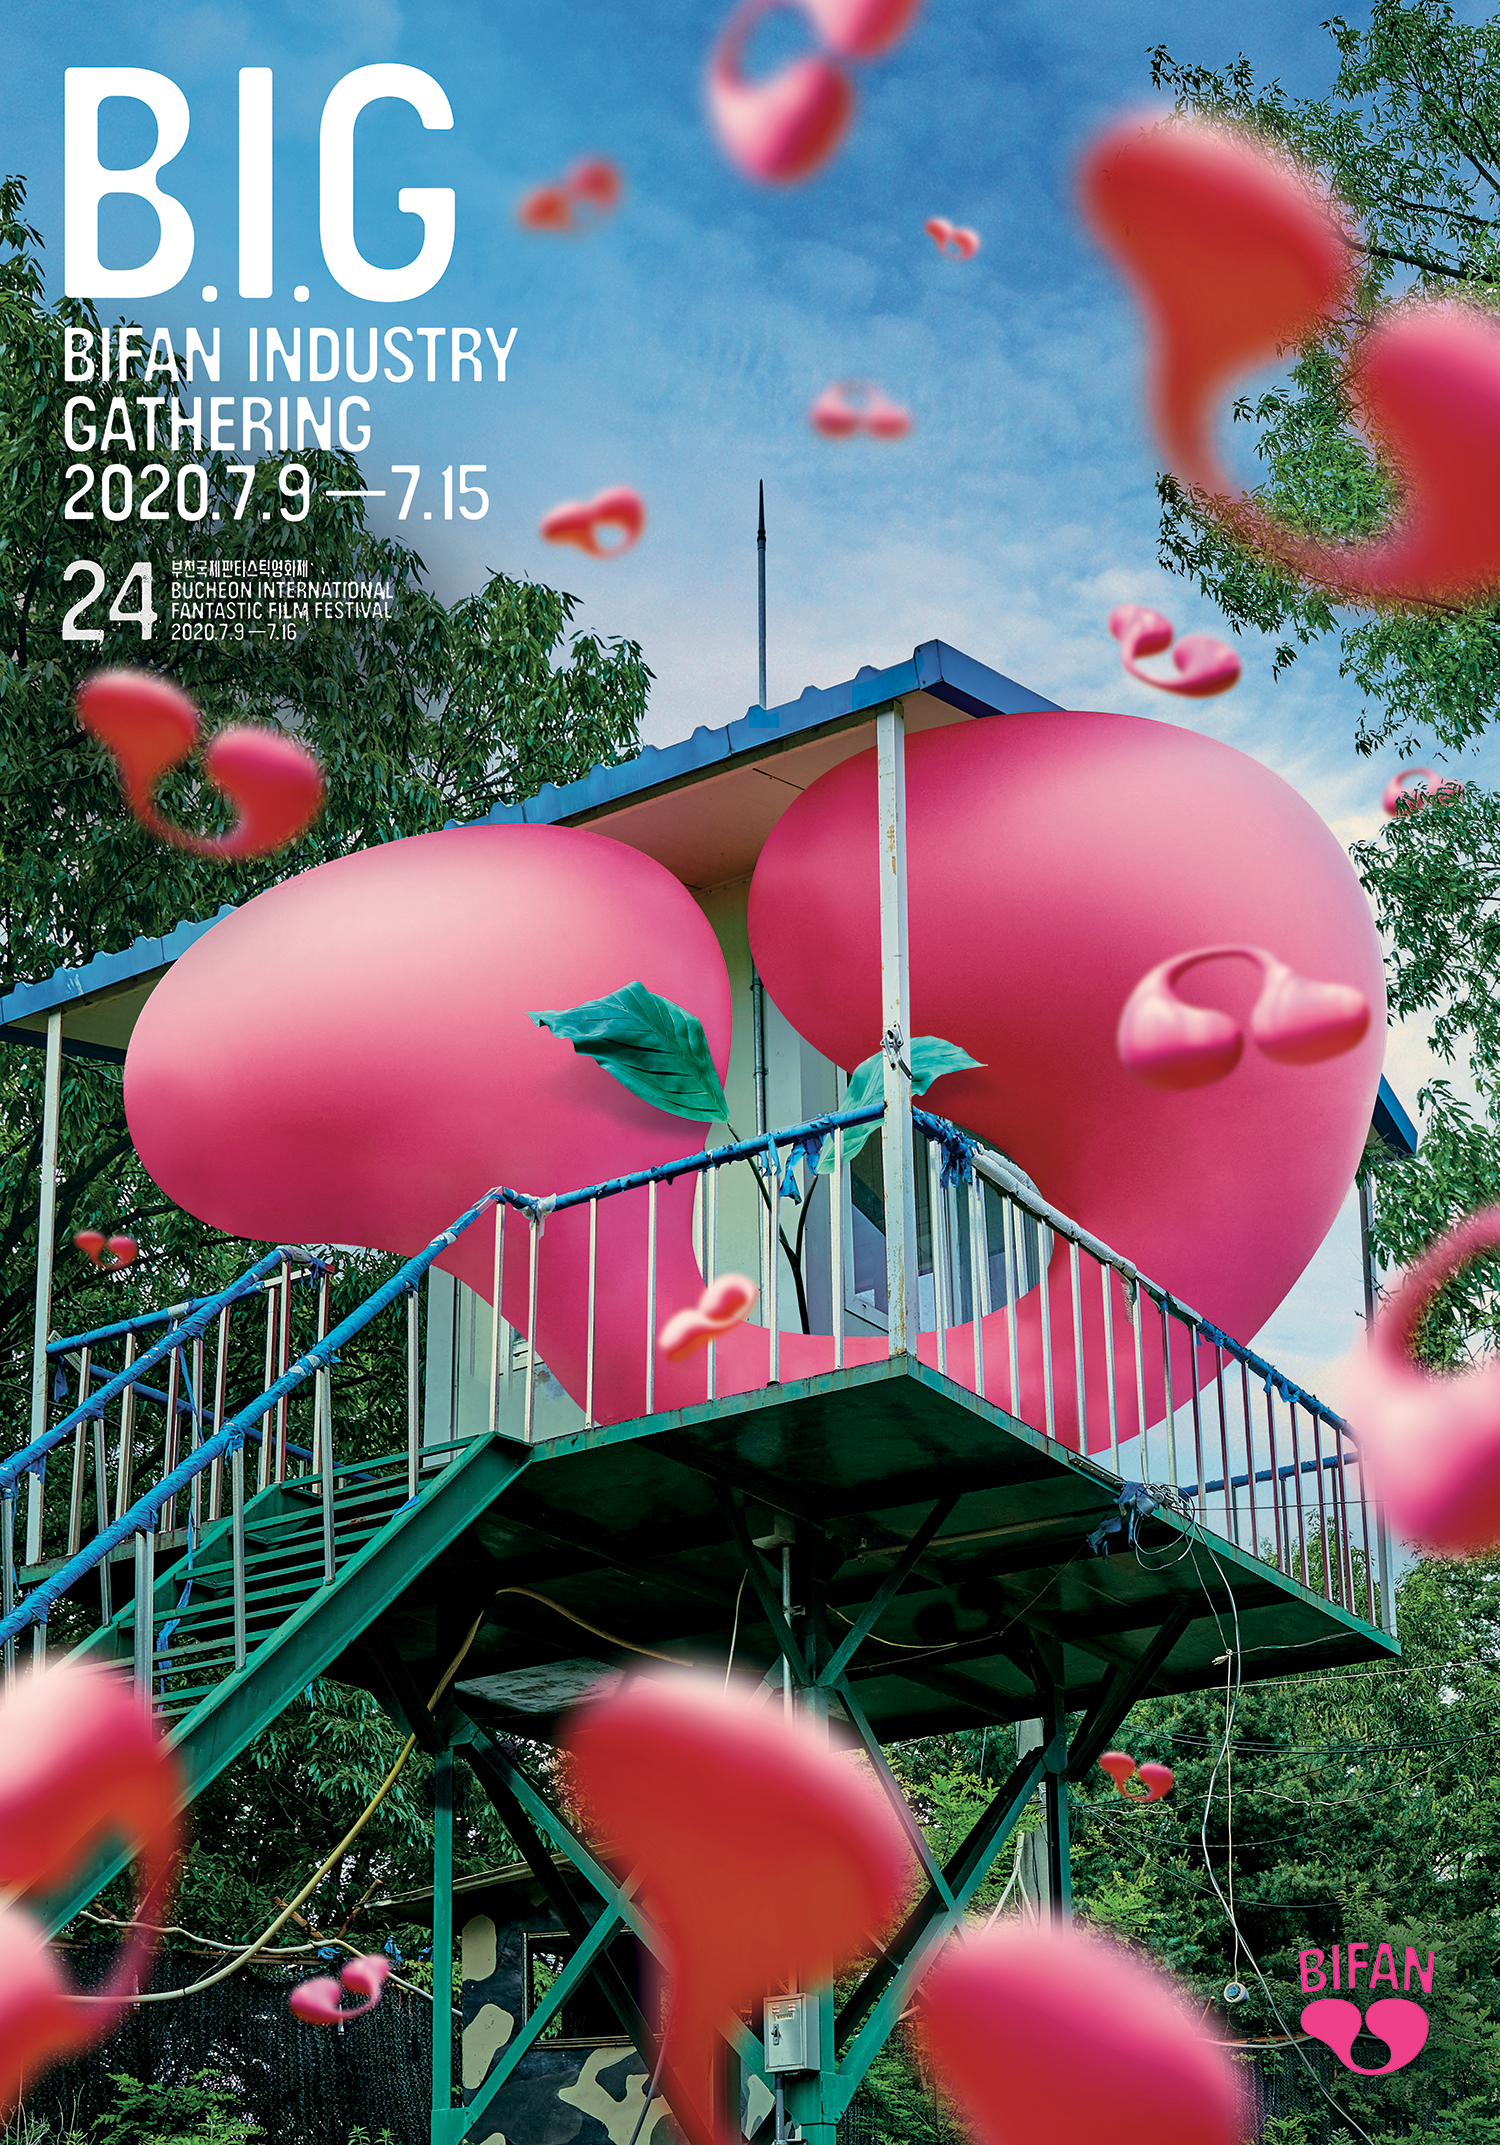 B.I.G
BIFAN INDUSTRY
GATHERING
2020.7.9—7.15
24
부천국제판타스틱영화제
BUCHEON INTERNATIONAL
FANTASTIC FILM FESTIVAL
2020.7.9—7.16
BIFAN